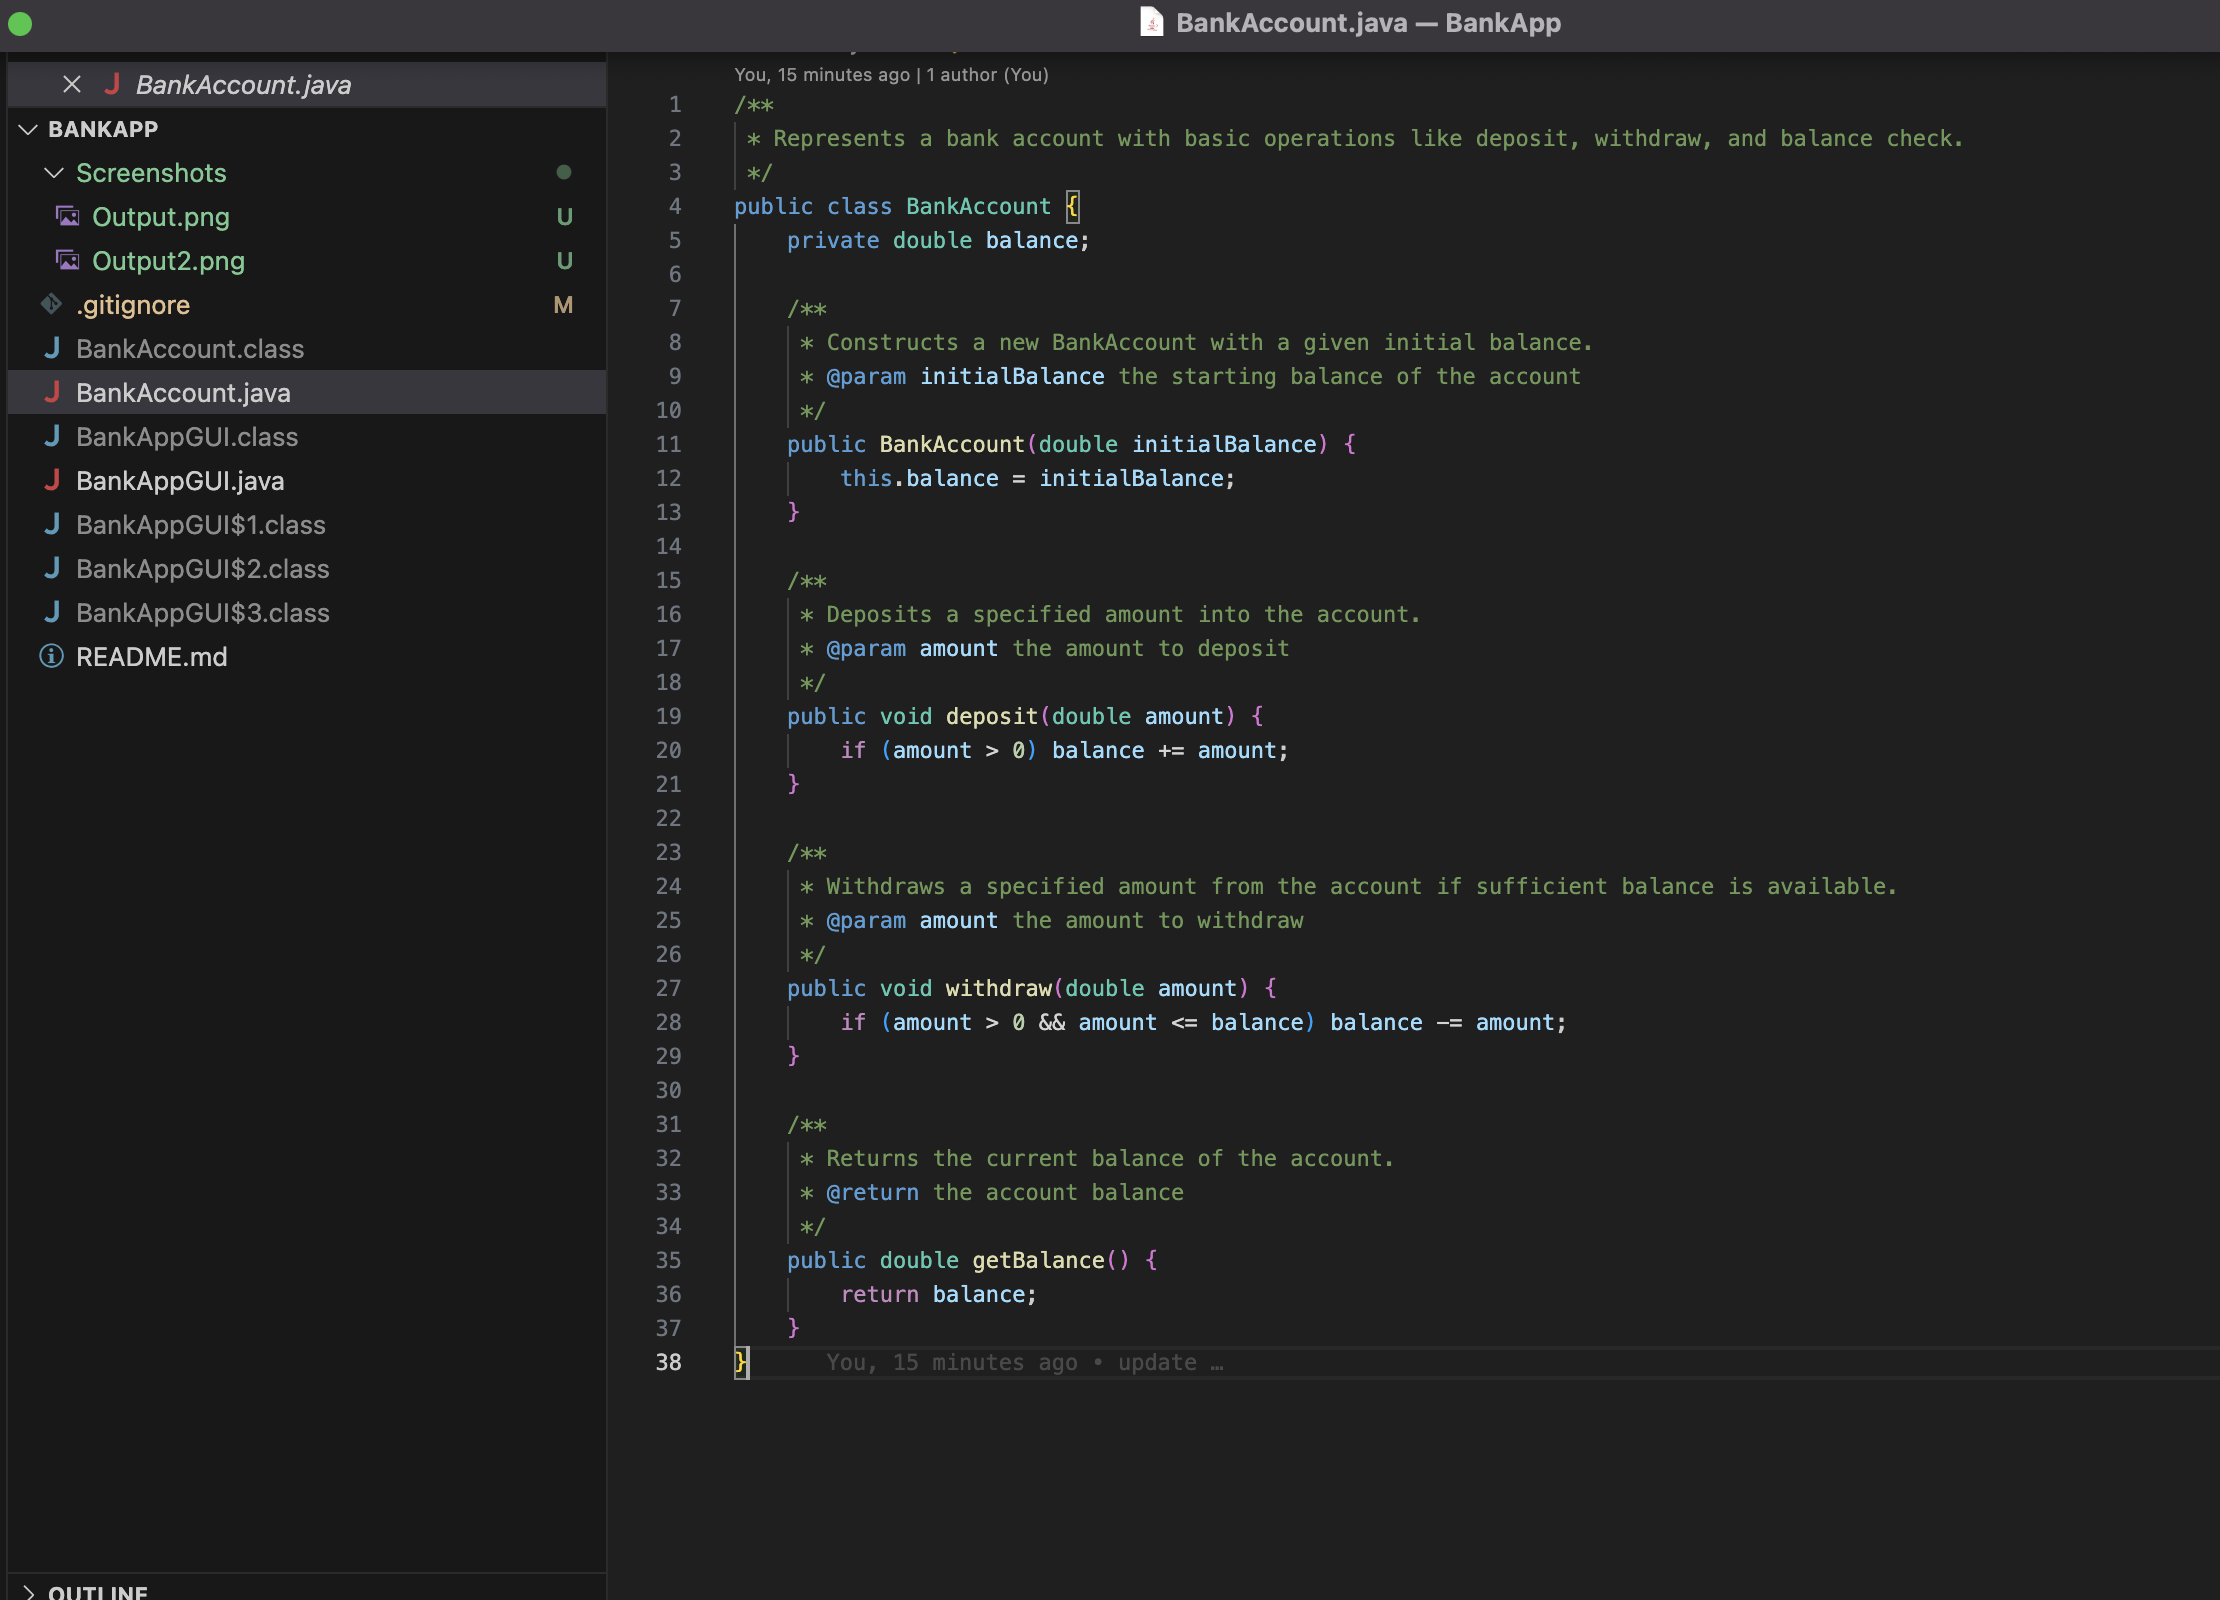 BankAccount.java — BankApp
BankAccount.java
BANKAPP
Screenshots
Output.png U
Output2.png U
.gitignore M
BankAccount.class
BankAccount.java
BankAppGUI.class
BankAppGUI.java
BankAppGUI$1.class
BankAppGUI$2.class
BankAppGUI$3.class
README.md
OUTLINE
You, 15 minutes ago | 1 author (You)
1 /**
2 * Represents a bank account with basic operations like deposit, withdraw, and balance check.
3 */
4 public class BankAccount {
5 private double balance;
6
7 /**
8 * Constructs a new BankAccount with a given initial balance.
9 * @param initialBalance the starting balance of the account
10 */
11 public BankAccount(double initialBalance) {
12 this.balance = initialBalance;
13 }
14
15 /**
16 * Deposits a specified amount into the account.
17 * @param amount the amount to deposit
18 */
19 public void deposit(double amount) {
20 if (amount > 0) balance += amount;
21 }
22
23 /**
24 * Withdraws a specified amount from the account if sufficient balance is available.
25 * @param amount the amount to withdraw
26 */
27 public void withdraw(double amount) {
28 if (amount > 0 && amount <= balance) balance -= amount;
29 }
30
31 /**
32 * Returns the current balance of the account.
33 * @return the account balance
34 */
35 public double getBalance() {
36 return balance;
37 }
38 } You, 15 minutes ago • update …